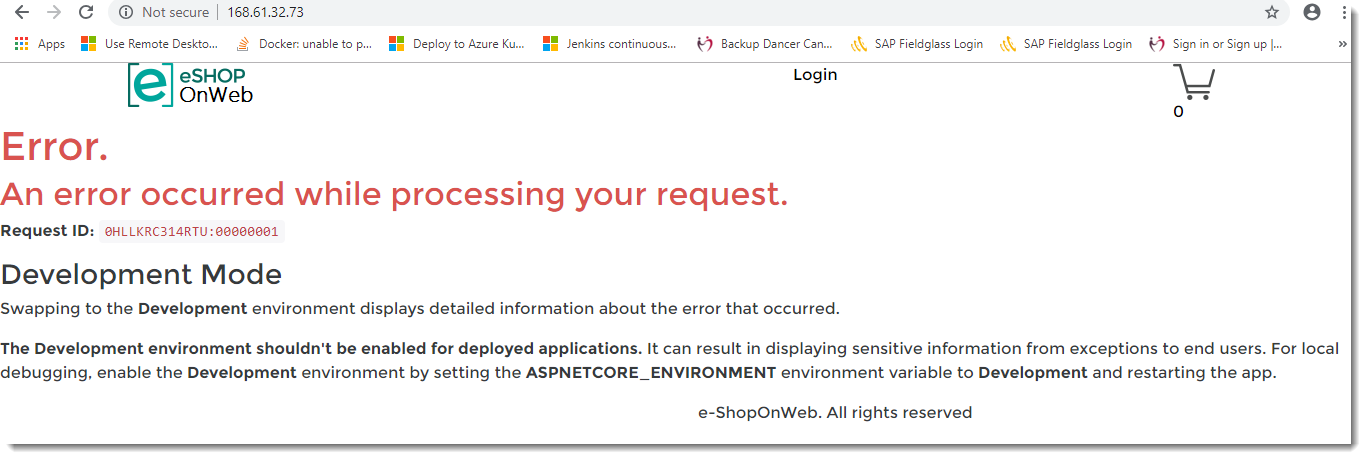 Not secure | 168.61.32.73
Apps Use Remote Deskto... Docker: unable to p... Deploy to Azure Ku... Jenkins continuous... Backup Dancer Can... SAP Fieldglass Login SAP Fieldglass Login Sign in or Sign up |... »
e eSHOP OnWeb
Login
0
Error.
An error occurred while processing your request.
Request ID: 0HLLKRC314RTU:00000001
Development Mode
Swapping to the Development environment displays detailed information about the error that occurred.
The Development environment shouldn't be enabled for deployed applications. It can result in displaying sensitive information from exceptions to end users. For local
debugging, enable the Development environment by setting the ASPNETCORE_ENVIRONMENT environment variable to Development and restarting the app.
e-ShopOnWeb. All rights reserved